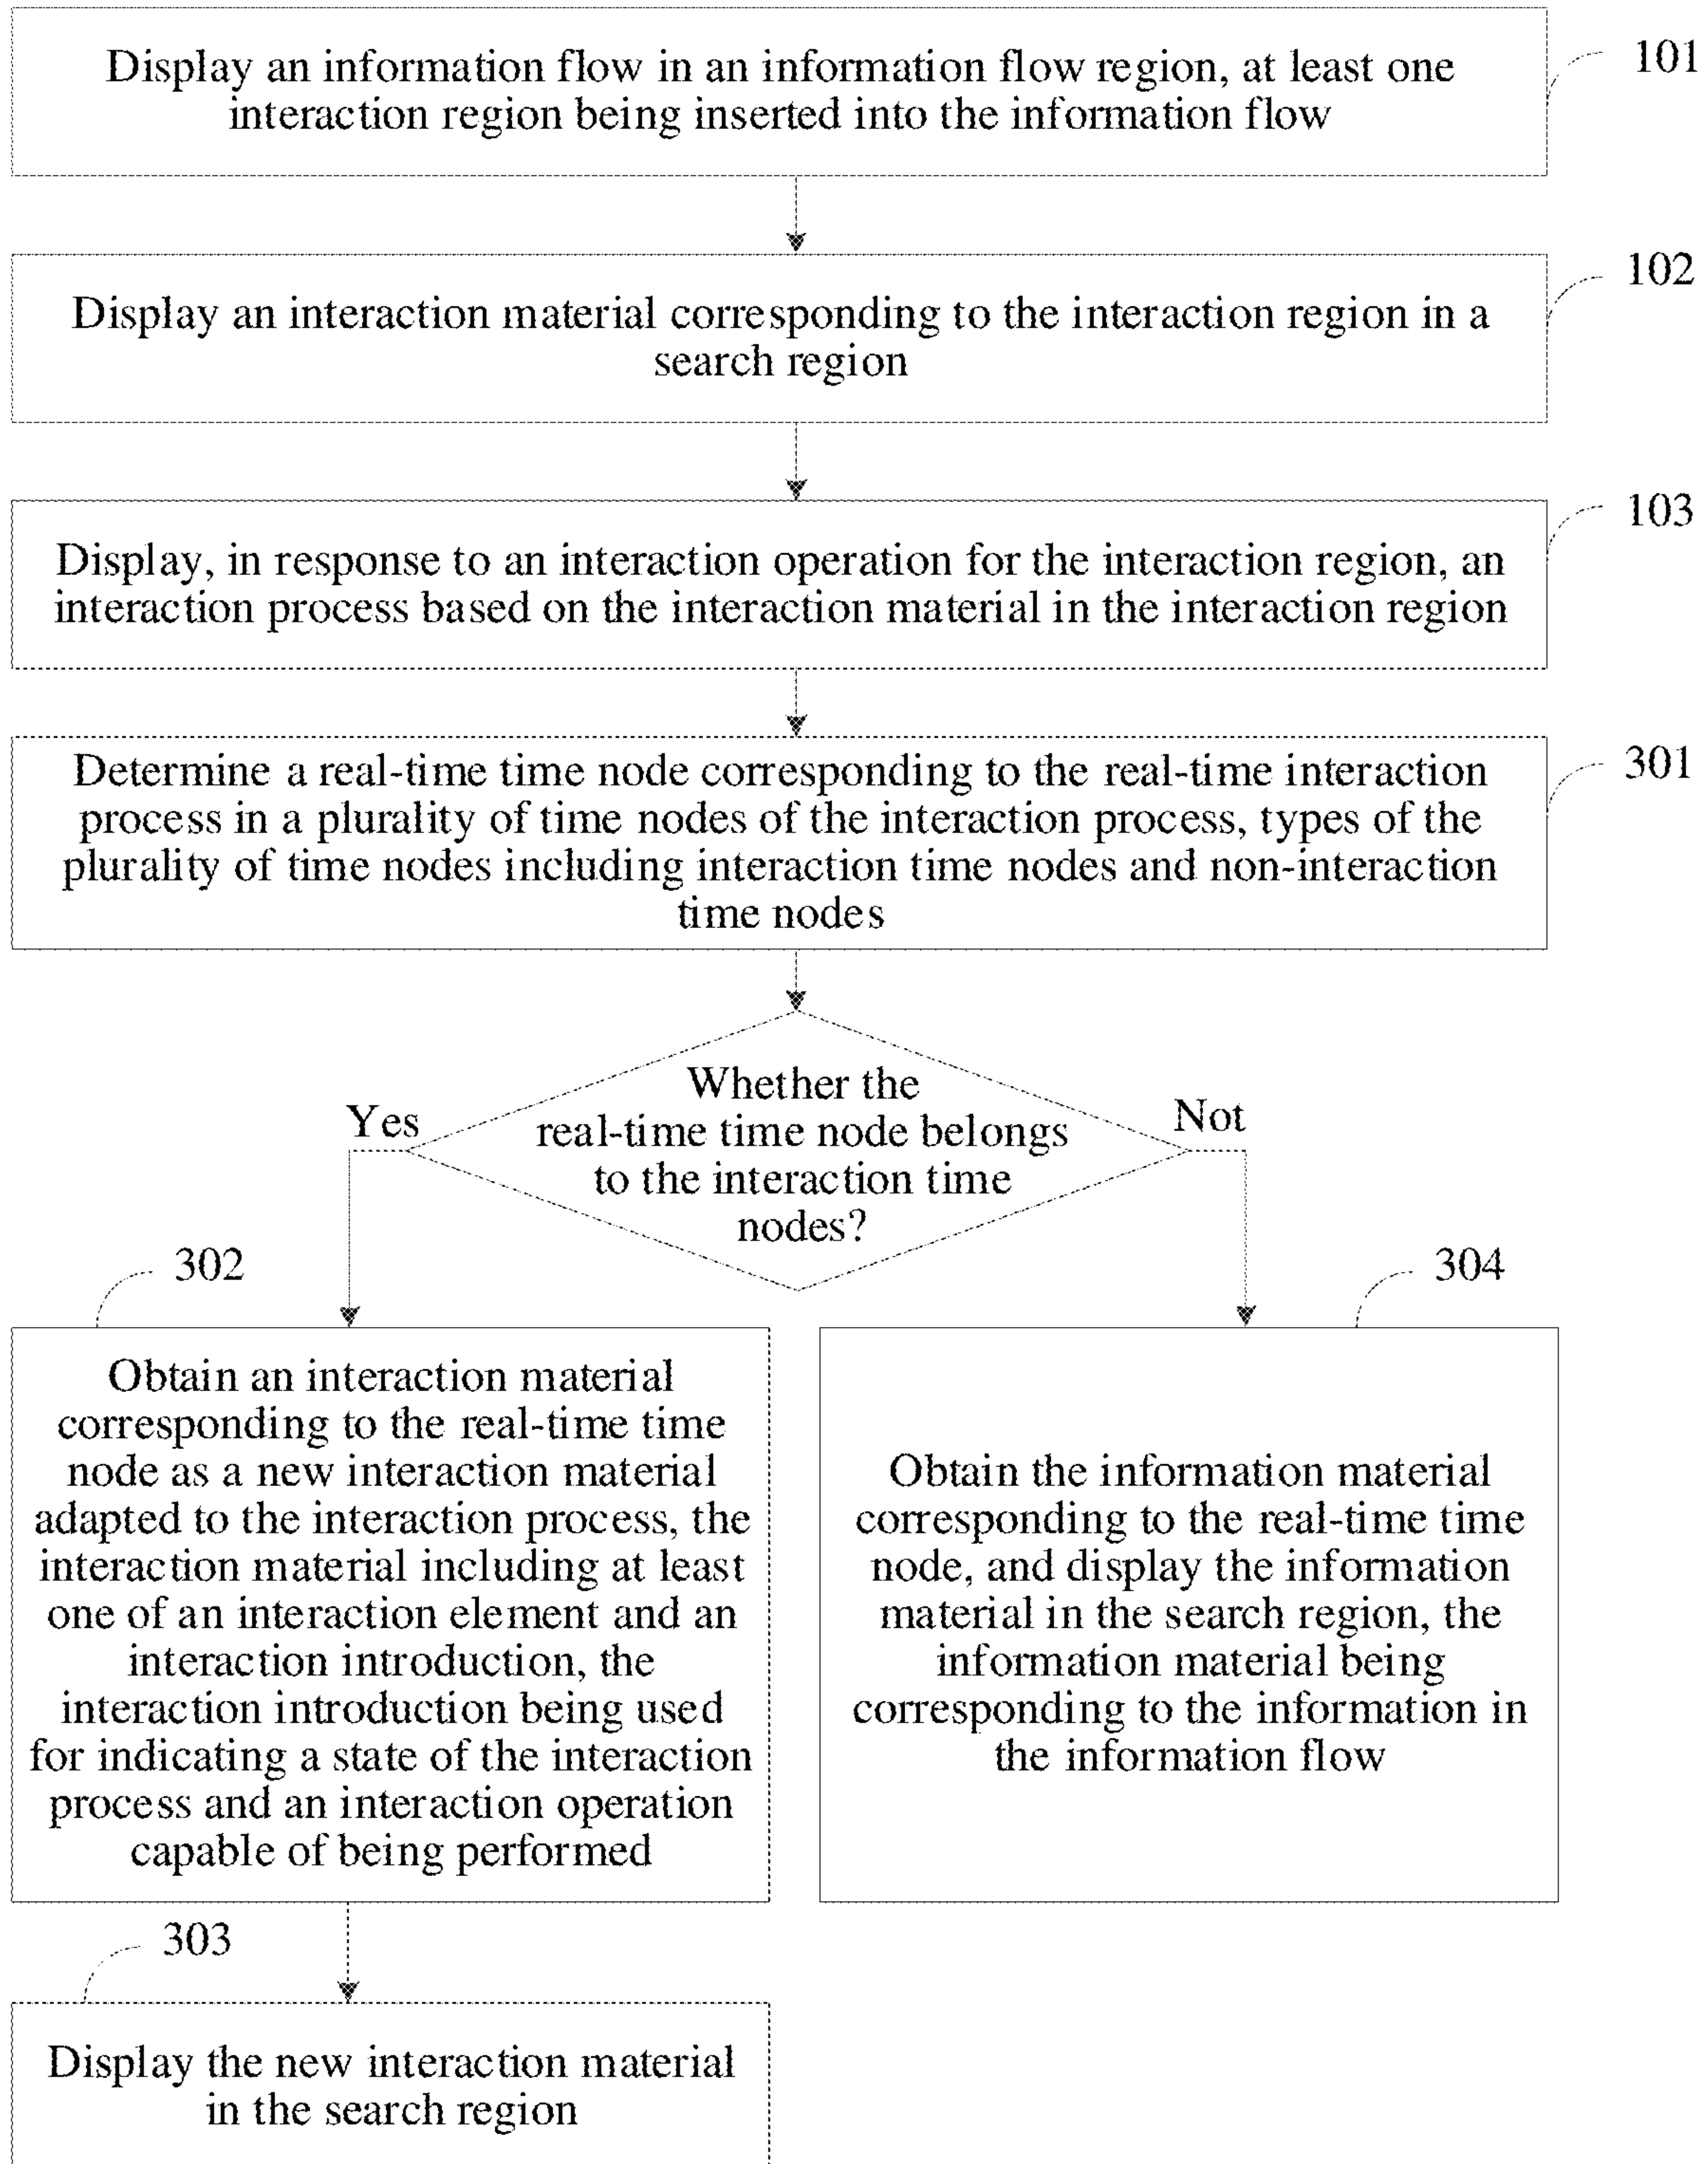 Display an information flow in an information flow region, at least one
interaction region being inserted into the information flow
101
Display an interaction material corresponding to the interaction region in a
search region
102
Display, in response to an interaction operation for the interaction region, an
interaction process based on the interaction material in the interaction region
103
Determine a real-time time node corresponding to the real-time interaction
process in a plurality of time nodes of the interaction process, types of the
plurality of time nodes including interaction time nodes and non-interaction
time nodes
301
Whether the
real-time time node belongs
to the interaction time
nodes?
Yes
Not
302
Obtain an interaction material
corresponding to the real-time time
node as a new interaction material
adapted to the interaction process, the
interaction material including at least
one of an interaction element and an
interaction introduction, the
interaction introduction being used
for indicating a state of the interaction
process and an interaction operation
capable of being performed
304
Obtain the information material
corresponding to the real-time time
node, and display the information
material in the search region, the
information material being
corresponding to the information in
the information flow
303
Display the new interaction material
in the search region